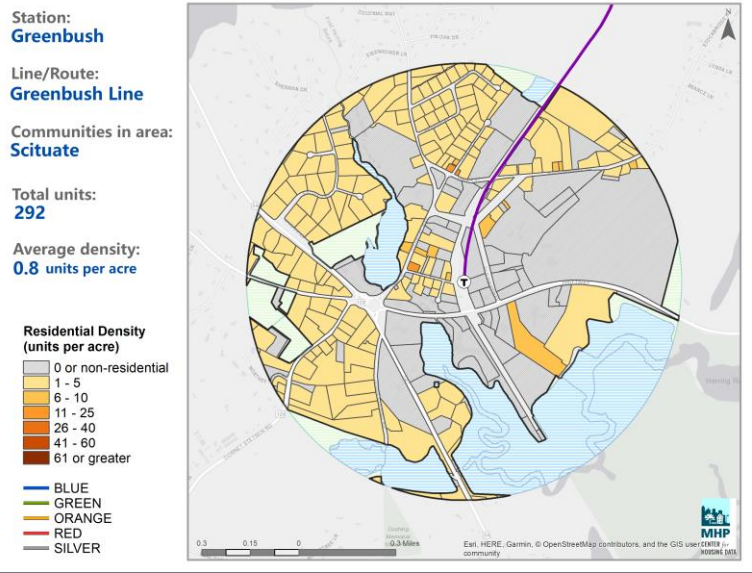 Station:
Greenbush
Line/Route:
Greenbush Line
Communities in area:
Scituate
Total units:
292
Average density:
0.8 units per acre
Residential Density
(units per acre)
0 or non-residential
1 - 5
6 - 10
11 - 25
26 - 40
41 - 60
61 or greater
BLUE
GREEN
ORANGE
RED
SILVER
N
T
0.3 0.15 0 0.3 Miles
Esri, HERE, Garmin, © OpenStreetMap contributors, and the GIS user
community
MHP
CENTER for
HOUSING DATA